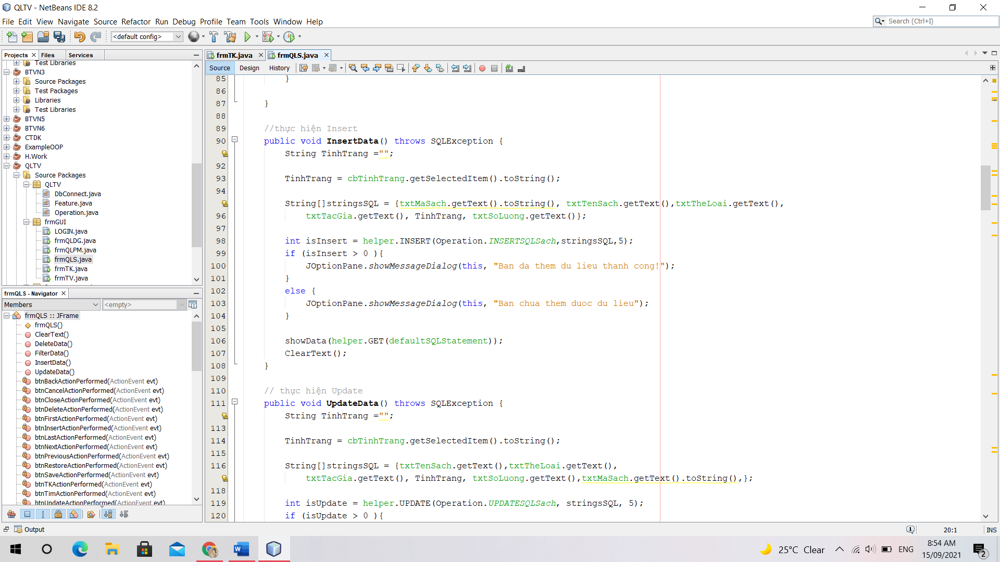 QLTV - NetBeans IDE 8.2
File Edit View Navigate Source Refactor Run Debug Profile Team Tools Window Help
Search (Ctrl+I)
<default config>
Projects Files Services
Test Libraries
BTVN3
Source Packages
Test Packages
Libraries
Test Libraries
BTVN5
BTVN6
CTDK
ExampleOOP
H.Work
QLTV
Source Packages
QLTV
DbConnect.java
Feature.java
Operation.java
frmGUI
LOGIN.java
frmQLDG.java
frmQLPM.java
frmQLS.java
frmTK.java
frmTV.java
frmQLS - Navigator
Members <empty>
frmQLS :: JFrame
frmQLS()
ClearText()
DeleteData()
FilterData()
InsertData()
UpdateData()
btnBackActionPerformed(ActionEvent evt)
btnCancelActionPerformed(ActionEvent evt)
btnCloseActionPerformed(ActionEvent evt)
btnDeleteActionPerformed(ActionEvent evt)
btnFirstActionPerformed(ActionEvent evt)
btnInsertActionPerformed(ActionEvent evt)
btnLastActionPerformed(ActionEvent evt)
btnNextActionPerformed(ActionEvent evt)
btnPreviousActionPerformed(ActionEvent evt)
btnRestoreActionPerformed(ActionEvent evt)
btnSaveActionPerformed(ActionEvent evt)
btnTKActionPerformed(ActionEvent evt)
btnTimActionPerformed(ActionEvent evt)
btnUpdateActionPerformed(ActionEvent evt)
frmTK.java frmQLS.java
Source Design History
85 }
86
87 }
88
89 //thực hiện Insert
90 public void InsertData() throws SQLException {
String TinhTrang ="";
92
93 TinhTrang = cbTinhTrang.getSelectedItem().toString();
94
String[]stringsSQL = {txtMaSach.getText().toString(), txtTenSach.getText(),txtTheLoai.getText(),
96 txtTacGia.getText(), TinhTrang, txtSoLuong.getText()};
97
98 int isInsert = helper.INSERT(Operation.INSERTSQLSach,stringsSQL,5);
99 if (isInsert > 0 ){
100 JOptionPane.showMessageDialog(this, "Ban da them du lieu thanh cong!");
101 }
102 else {
103 JOptionPane.showMessageDialog(this, "Ban chua them duoc du lieu");
104 }
105
106 showData(helper.GET(defaultSQLStatement));
107 ClearText();
108 }
109
110 // thực hiện Update
111 public void UpdateData() throws SQLException {
String TinhTrang ="";
113
114 TinhTrang = cbTinhTrang.getSelectedItem().toString();
115
116 String[]stringsSQL = {txtTenSach.getText(),txtTheLoai.getText(),
txtTacGia.getText(), TinhTrang, txtSoLuong.getText(),txtMaSach.getText().toString(),};
118
119 int isUpdate = helper.UPDATE(Operation.UPDATESQLSach, stringsSQL, 5);
120 if (isUpdate > 0 ){
Output
1 20:1 INS
25°C Clear ENG 8:54 AM
15/09/2021 2